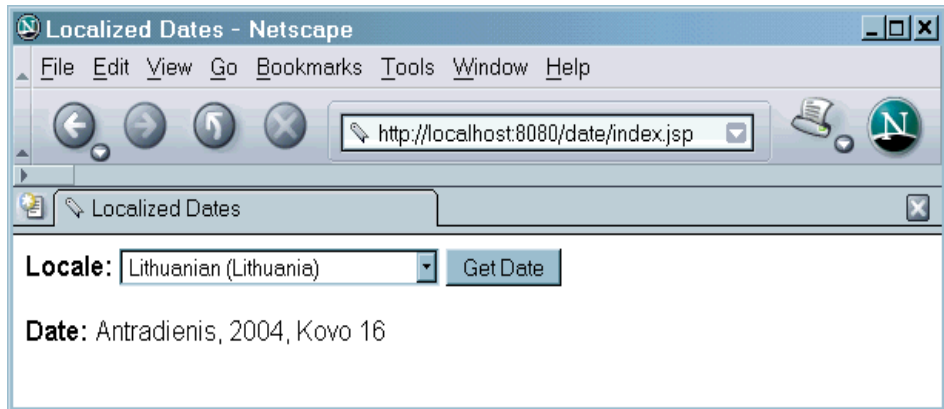 Localized Dates - Netscape
File Edit View Go Bookmarks Tools Window Help
http://localhost:8080/date/index.jsp
N
Localized Dates
Locale: Lithuanian (Lithuania) Get Date
Date: Antradienis, 2004, Kovo 16